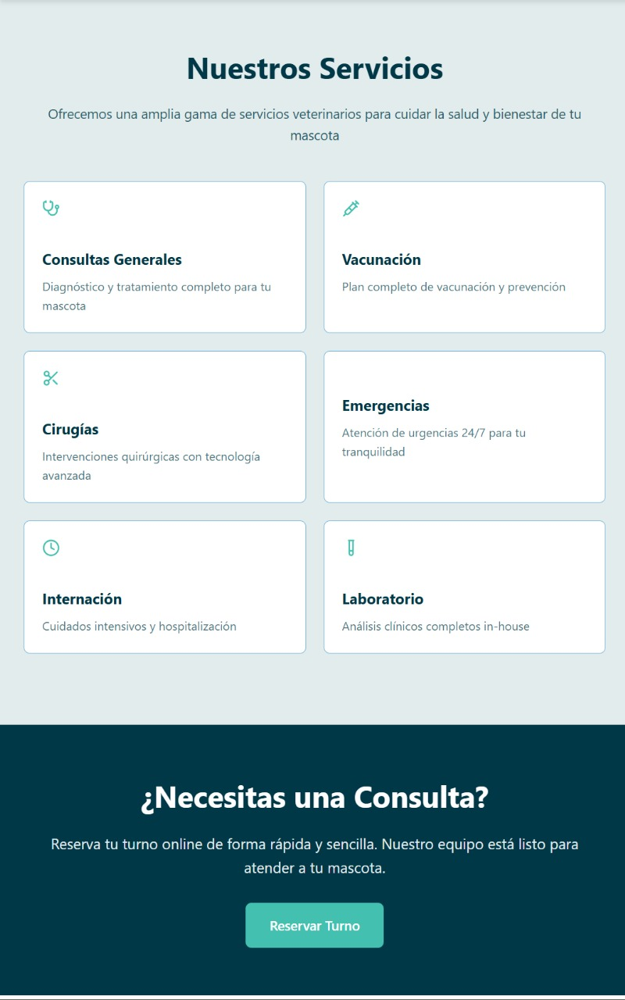 Nuestros Servicios
Ofrecemos una amplia gama de servicios veterinarios para cuidar la salud y bienestar de tu
mascota
Consultas Generales
Diagnóstico y tratamiento completo para tu
mascota
Vacunación
Plan completo de vacunación y prevención
Cirugías
Intervenciones quirúrgicas con tecnología
avanzada
Emergencias
Atención de urgencias 24/7 para tu
tranquilidad
Internación
Cuidados intensivos y hospitalización
Laboratorio
Análisis clínicos completos in-house
¿Necesitas una Consulta?
Reserva tu turno online de forma rápida y sencilla. Nuestro equipo está listo para
atender a tu mascota.
Reservar Turno